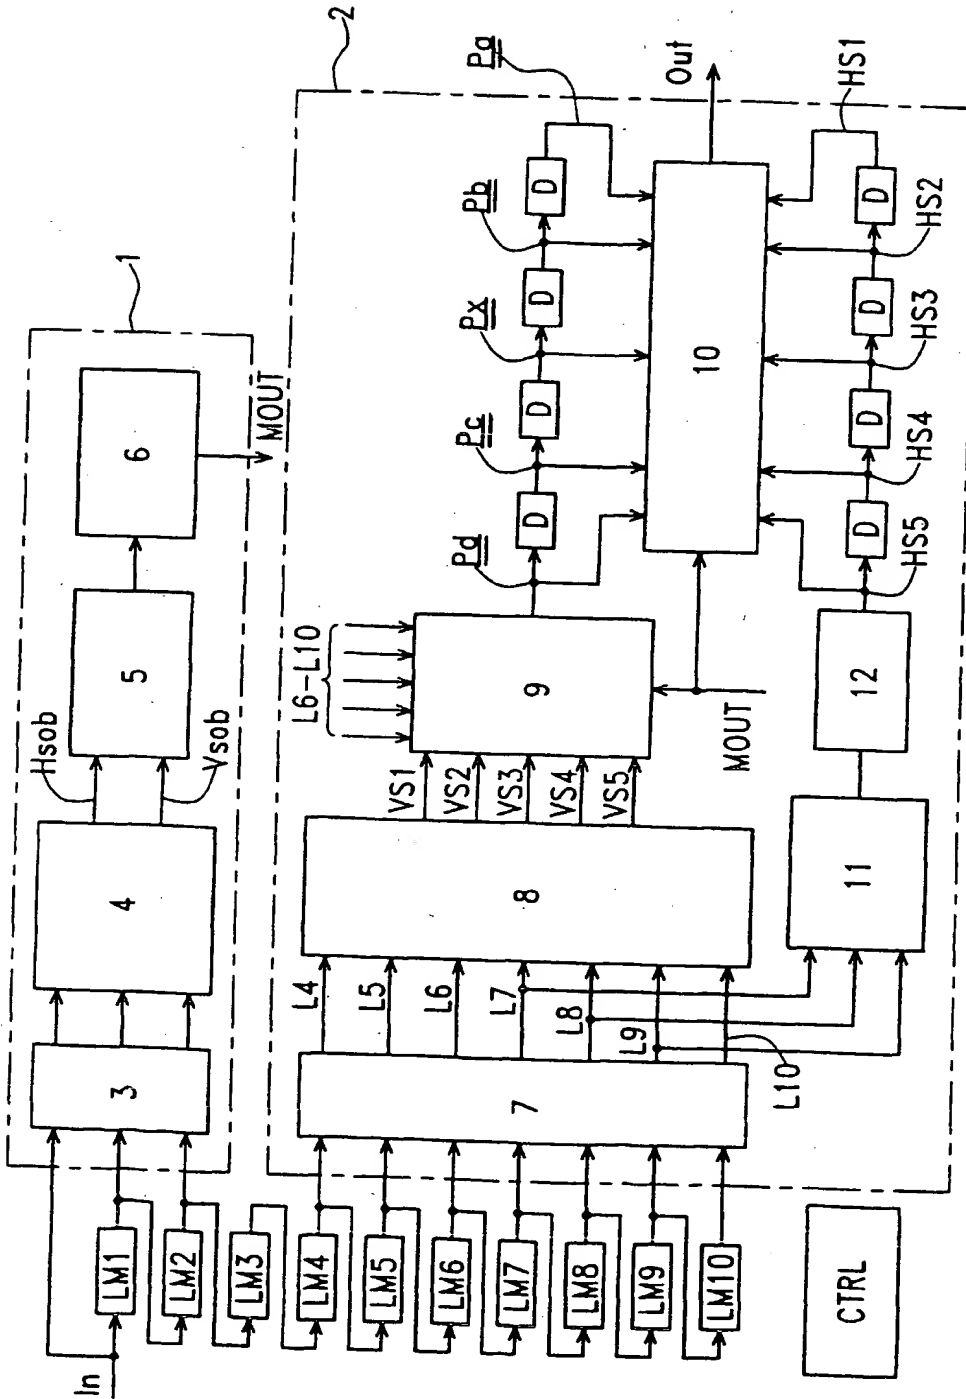 In
LM1
LM2
LM3
LM4
LM5
LM6
LM7
LM8
LM9
LM10
CTRL
1
3
4
Hsob
Vsob
5
6
MOUT
2
7
L4
L5
L6
L7
L8
L9
L10
8
VS1
VS2
VS3
VS4
VS5
L6-L10
9
MOUT
Pd
Pc
Px
Pb
Pa
D
D
D
D
10
Out
11
12
HS5
HS4
HS3
HS2
HS1
D
D
D
D